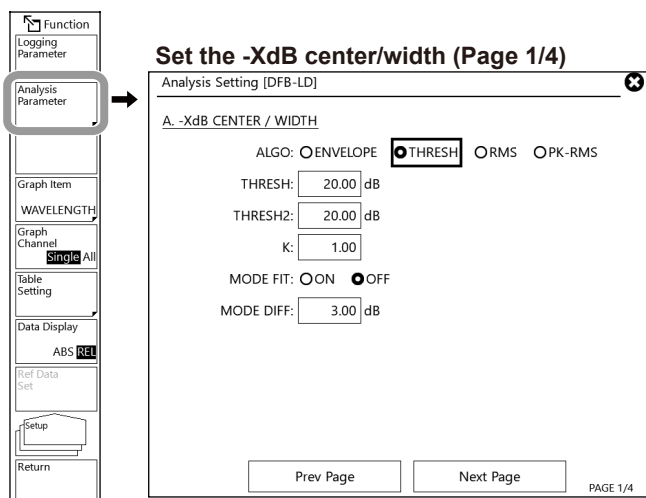 Function
Logging
Parameter
Analysis
Parameter
Graph Item
WAVELENGTH
Graph
Channel
Single All
Table
Setting
Data Display
ABS REL
Ref Data
Set
Setup
Return
Set the -XdB center/width (Page 1/4)
Analysis Setting [DFB-LD]
A. -XdB CENTER / WIDTH
ALGO: ENVELOPE THRESH RMS PK-RMS
THRESH: 20.00 dB
THRESH2: 20.00 dB
K: 1.00
MODE FIT: ON OFF
MODE DIFF: 3.00 dB
Prev Page Next Page PAGE 1/4